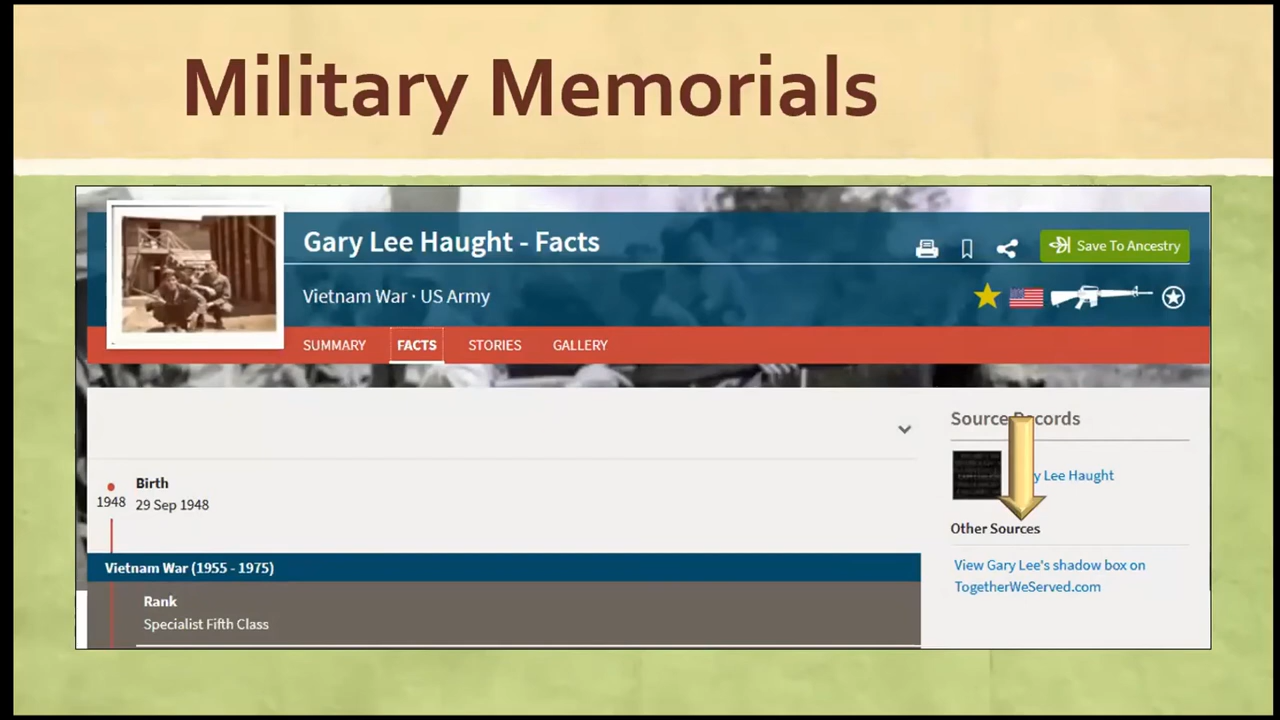 Military Memorials
Gary Lee Haught - Facts
Save To Ancestry
Vietnam War · US Army
SUMMARY
FACTS
STORIES
GALLERY
Source Records
Birth
1948
29 Sep 1948
y Lee Haught
Other Sources
Vietnam War (1955 - 1975)
View Gary Lee's shadow box on
TogetherWeServed.com
Rank
Specialist Fifth Class